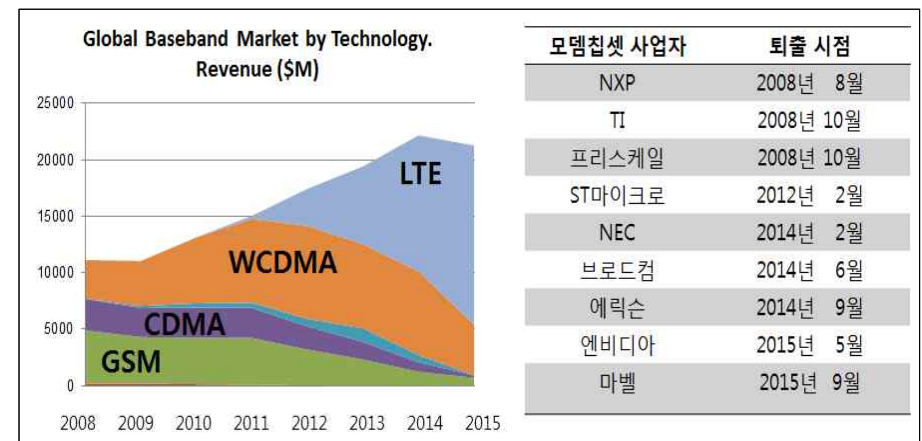 Global Baseband Market by Technology.
Revenue ($M)
25000
20000
15000
10000
5000
0
LTE
WCDMA
CDMA
GSM
2008 2009 2010 2011 2012 2013 2014 2015
모뎀칩셋 사업자 퇴출 시점
NXP 2008년 8월
TI 2008년 10월
프리스케일 2008년 10월
ST마이크로 2012년 2월
NEC 2014년 2월
브로드컴 2014년 6월
에릭슨 2014년 9월
엔비디아 2015년 5월
마벨 2015년 9월